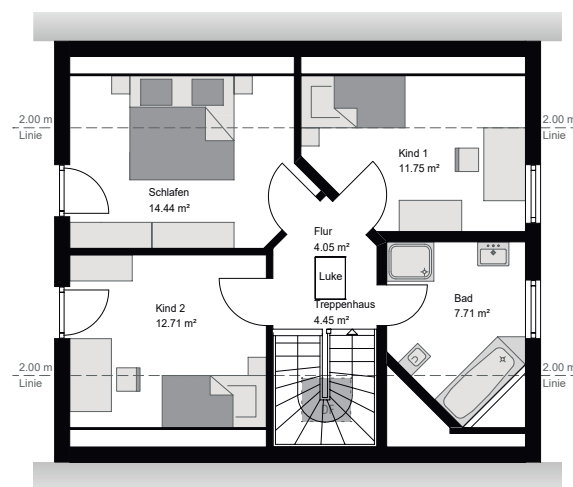 2.00 m
Linie
2.00 m
Linie
Kind 1
11.75 m²
Schlafen
14.44 m²
Flur
4.05 m²
Luke
Treppenhaus
4.45 m²
Kind 2
12.71 m²
Bad
7.71 m²
2.00 m
Linie
2.00 m
Linie
DF